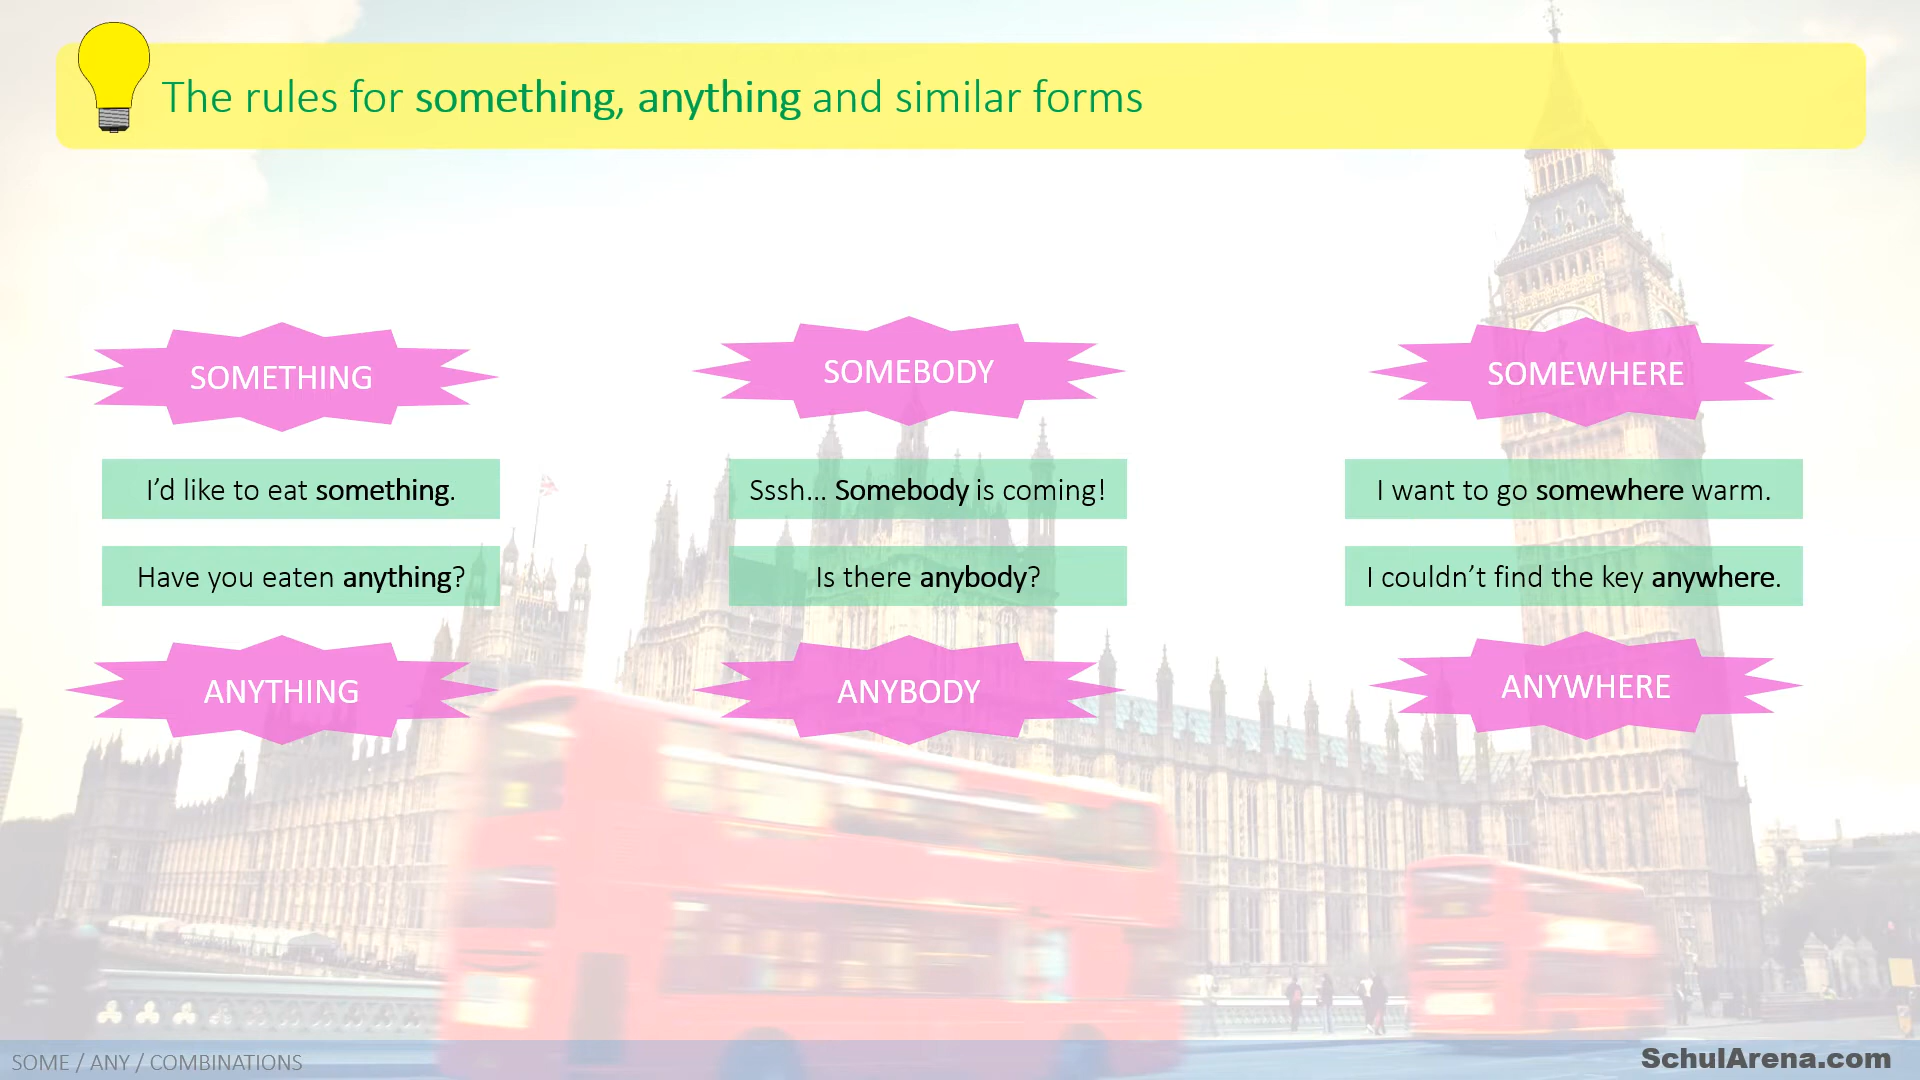 The rules for something, anything and similar forms
SOMETHING
SOMEBODY
SOMEWHERE
I’d like to eat something.
Sssh... Somebody is coming!
I want to go somewhere warm.
Have you eaten anything?
Is there anybody?
I couldn’t find the key anywhere.
ANYTHING
ANYBODY
ANYWHERE
SOME / ANY / COMBINATIONS
SchulArena.com